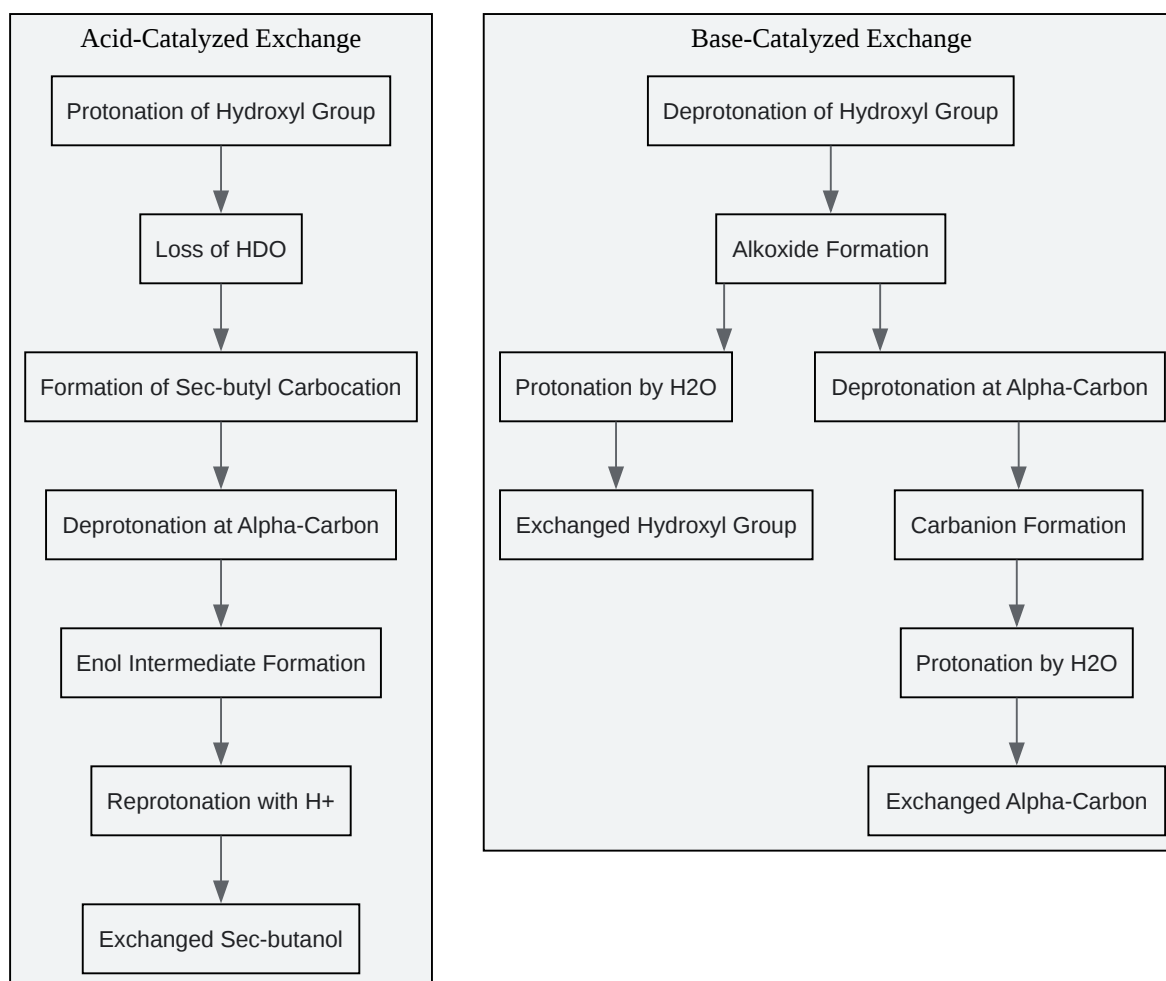 Acid-Catalyzed Exchange
Protonation of Hydroxyl Group
Loss of HDO
Formation of Sec-butyl Carbocation
Deprotonation at Alpha-Carbon
Enol Intermediate Formation
Reprotonation with H+
Exchanged Sec-butanol
Base-Catalyzed Exchange
Deprotonation of Hydroxyl Group
Alkoxide Formation
Protonation by H2O
Deprotonation at Alpha-Carbon
Exchanged Hydroxyl Group
Carbanion Formation
Protonation by H2O
Exchanged Alpha-Carbon